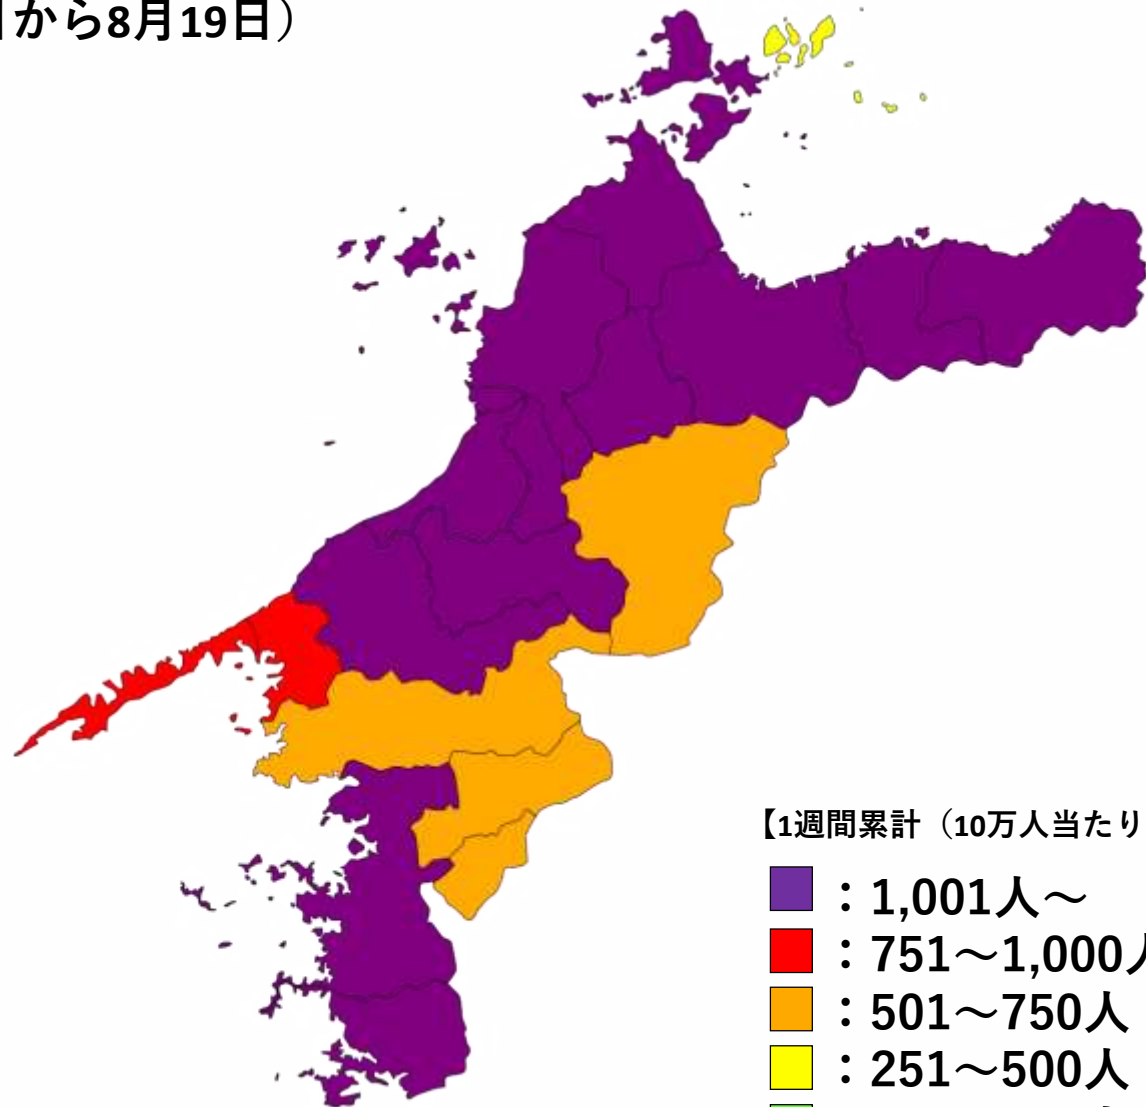 日から8月19日）
【1週間累計（10万人当たり
：1,001人～
：751～1,000人
：501～750人
：251～500人